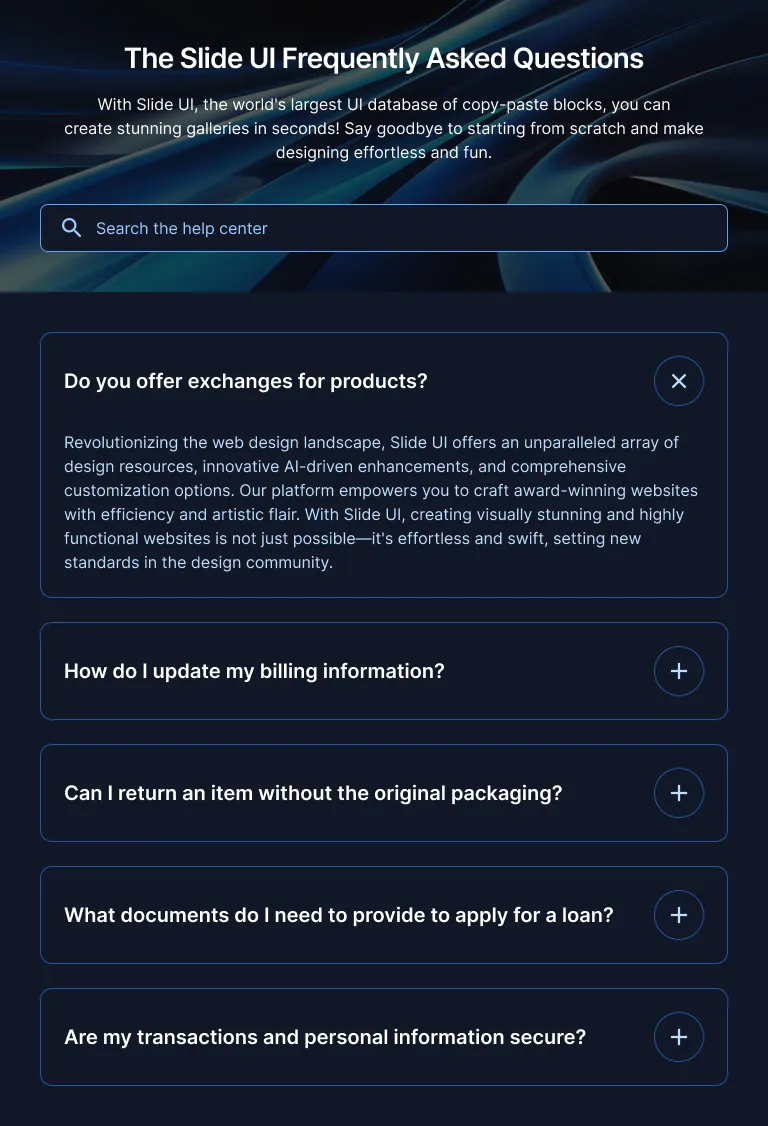 The Slide UI Frequently Asked Questions
With Slide UI, the world's largest UI database of copy-paste blocks, you can
create stunning galleries in seconds! Say goodbye to starting from scratch and make
designing effortless and fun.
Search the help center
Do you offer exchanges for products?
Revolutionizing the web design landscape, Slide UI offers an unparalleled array of
design resources, innovative AI-driven enhancements, and comprehensive
customization options. Our platform empowers you to craft award-winning websites
with efficiency and artistic flair. With Slide UI, creating visually stunning and highly
functional websites is not just possible—it's effortless and swift, setting new
standards in the design community.
How do I update my billing information?
Can I return an item without the original packaging?
What documents do I need to provide to apply for a loan?
Are my transactions and personal information secure?